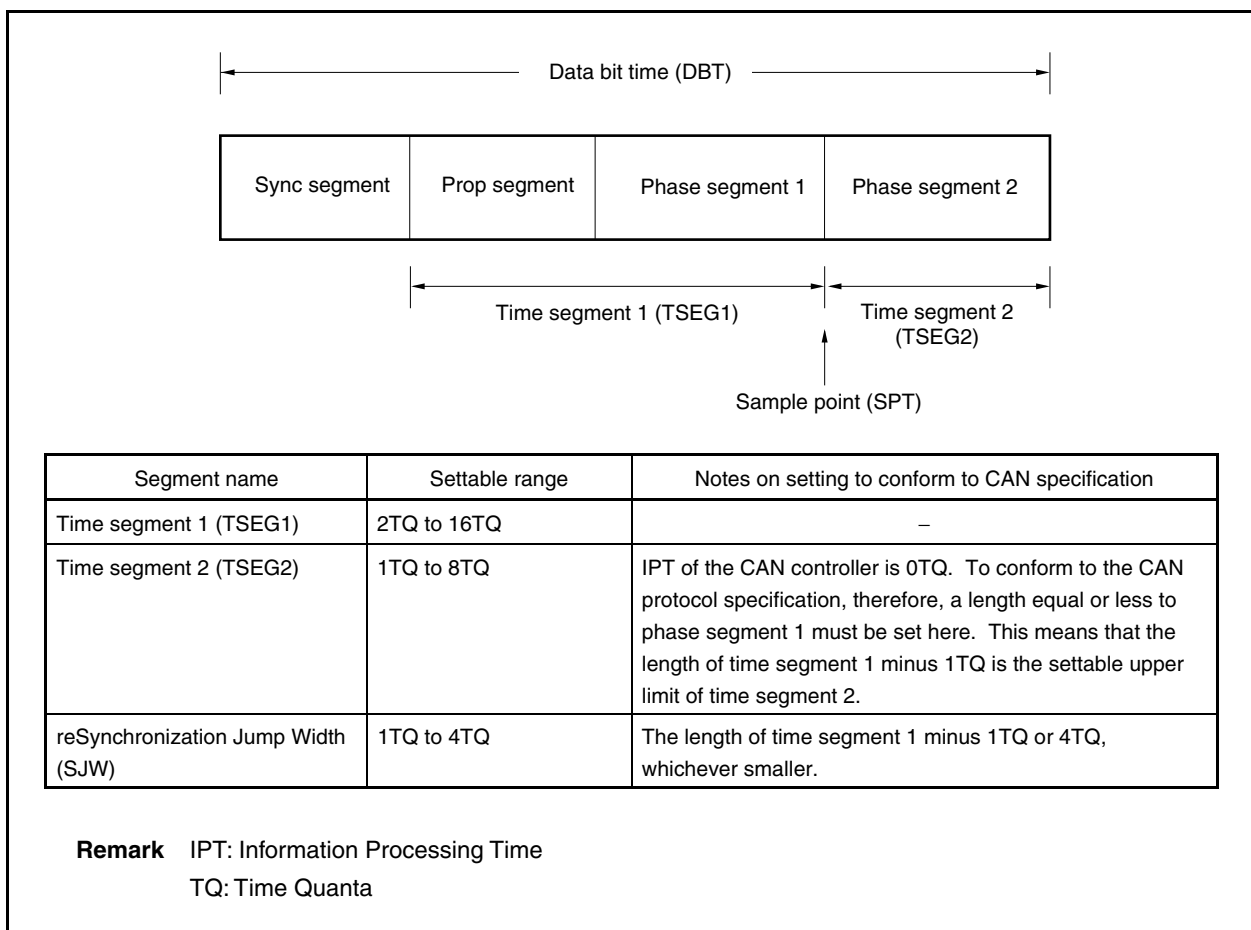 Data bit time (DBT)
Sync segment
Prop segment
Phase segment 1
Phase segment 2
Time segment 1 (TSEG1)
Time segment 2
(TSEG2)
Sample point (SPT)
Segment name
Settable range
Notes on setting to conform to CAN specification
Time segment 1 (TSEG1)
2TQ to 16TQ
–
Time segment 2 (TSEG2)
1TQ to 8TQ
IPT of the CAN controller is 0TQ. To conform to the CAN
protocol specification, therefore, a length equal or less to
phase segment 1 must be set here. This means that the
length of time segment 1 minus 1TQ is the settable upper
limit of time segment 2.
reSynchronization Jump Width
(SJW)
1TQ to 4TQ
The length of time segment 1 minus 1TQ or 4TQ,
whichever smaller.
Remark IPT: Information Processing Time
TQ: Time Quanta